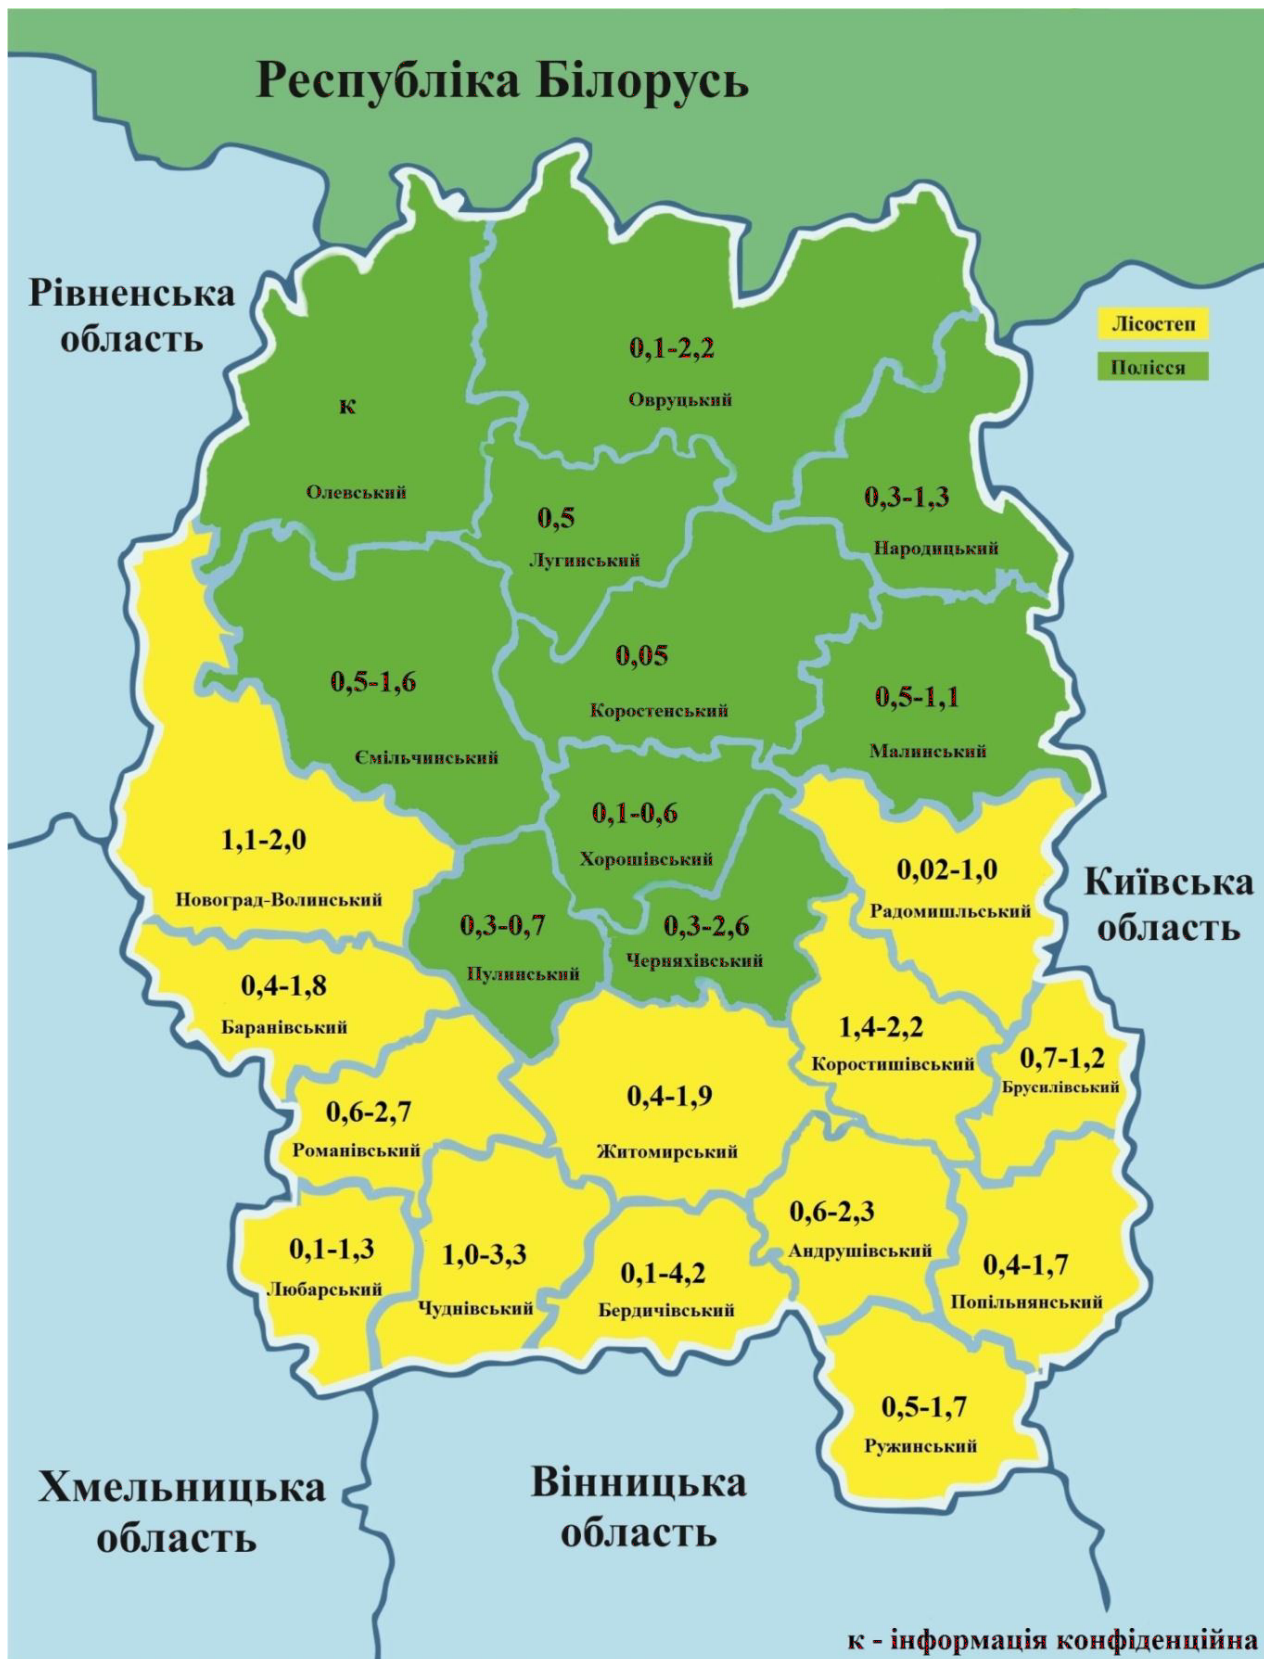 Республіка Білорусь
Рівненська
область
Лісостеп
Полісся
0,1-2,2
Овруцький
к
Олевський
0,3-1,3
Народицький
0,5
Лугинський
0,05
Коростенський
0,5-1,6
Ємільчинський
0,5-1,1
Малинський
0,1-0,6
Хорошівський
1,1-2,0
Новоград-Волинський
0,02-1,0
Радомишльський
Київська
область
0,3-0,7
Пулинський
0,3-2,6
Черняхівський
0,4-1,8
Баранівський
1,4-2,2
Коростишівський
0,7-1,2
Брусилівський
0,6-2,7
Романівський
0,4-1,9
Житомирський
0,6-2,3
Андрушівський
0,1-1,3
Любарський
1,0-3,3
Чуднівський
0,1-4,2
Бердичівський
0,4-1,7
Попільнянський
0,5-1,7
Ружинський
Хмельницька
область
Вінницька
область
к - інформація конфіденційна